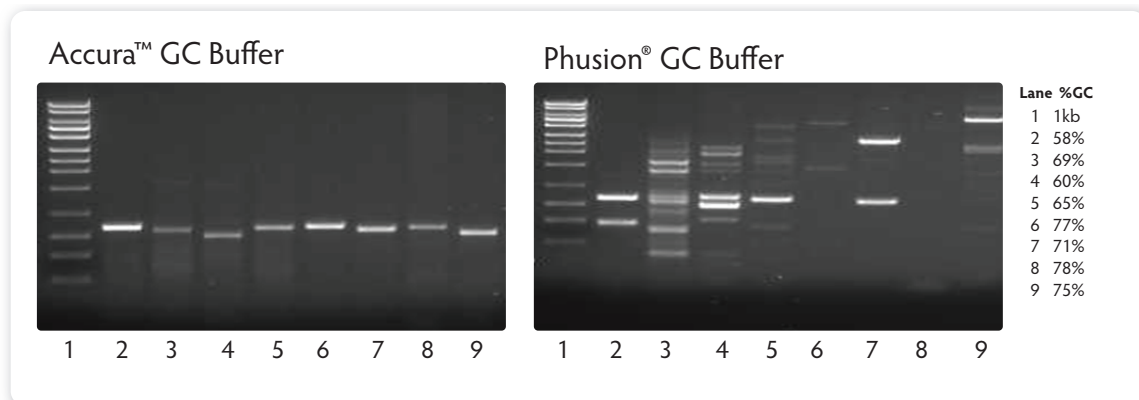 Accura™ GC Buffer
Phusion® GC Buffer
Lane %GC
1 1kb
2 58%
3 69%
4 60%
5 65%
6 77%
7 71%
8 78%
9 75%
1 2 3 4 5 6 7 8 9
1 2 3 4 5 6 7 8 9